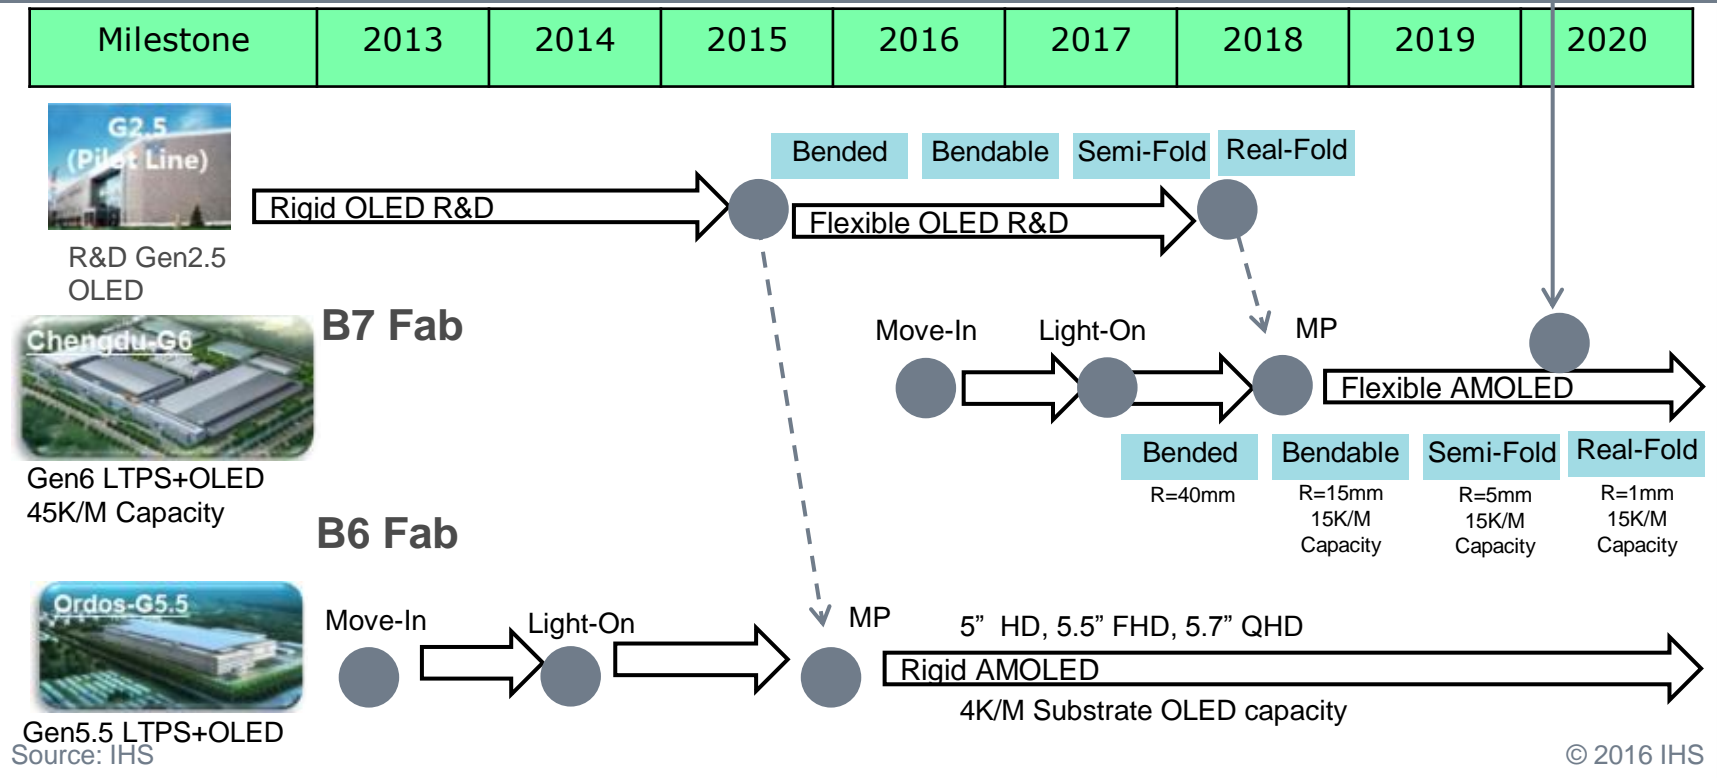 Milestone 2013 2014 2015 2016 2017 2018 2019 2020
G2.5
(Pilot Line)
Bended Bendable Semi-Fold Real-Fold
Rigid OLED R&D
Flexible OLED R&D
R&D Gen2.5
OLED
B7 Fab
Chengdu-G6
Move-In Light-On MP
Flexible AMOLED
Gen6 LTPS+OLED
45K/M Capacity
Bended Bendable Semi-Fold Real-Fold
R=40mm R=15mm R=5mm R=1mm
15K/M 15K/M 15K/M
Capacity Capacity Capacity
B6 Fab
Ordos-G5.5
Move-In Light-On MP
5” HD, 5.5” FHD, 5.7” QHD
Rigid AMOLED
4K/M Substrate OLED capacity
Gen5.5 LTPS+OLED
Source: IHS © 2016 IHS